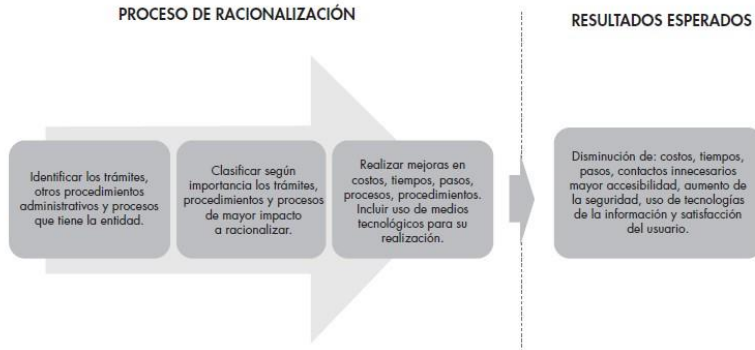 PROCESO DE RACIONALIZACIÓN
RESULTADOS ESPERADOS
Identificar los trámites,
otros procedimientos
administrativos y procesos
que tiene la entidad.
Clasificar según
importancia los trámites,
procedimientos y procesos
de mayor impacto
a racionalizar.
Realizar mejoras en
costos, tiempos, pasos,
procesos, procedimientos.
Incluir uso de medios
tecnológicos para su
realización.
Disminución de: costos, tiempos,
pasos, contactos innecesarios
mayor accesibilidad, aumento de
la seguridad, uso de tecnologías
de la información y satisfacción
del usuario.